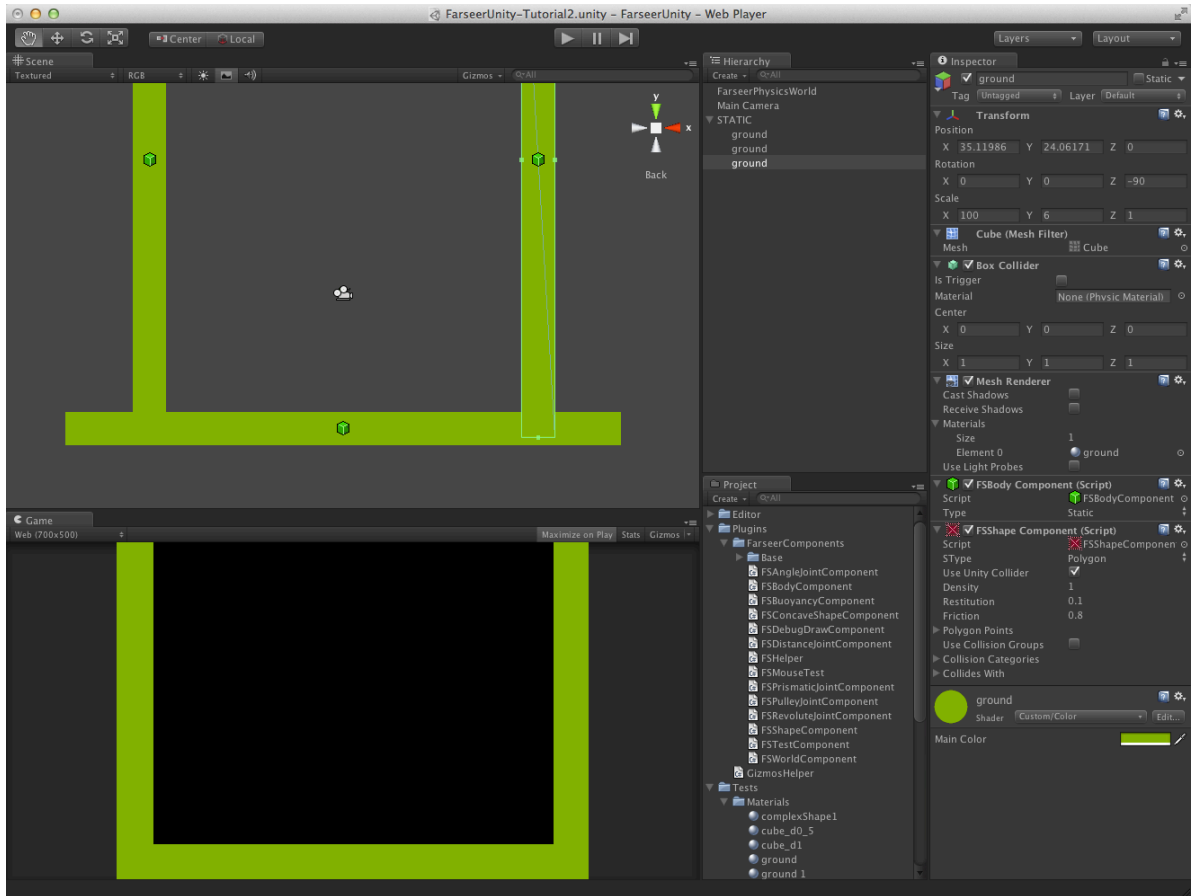 FarseerUnity-Tutorial2.unity – FarseerUnity – Web Player
Center Local Layers Layout
Scene
Textured RGB Gizmos All
y
x
Back
Game
Web (700x500) Maximize on Play Stats Gizmos
Hierarchy
Create All
FarseerPhysicsWorld
Main Camera
STATIC
ground
ground
ground
Project
Create All
Editor
Plugins
FarseerComponents
Base
FSAngleJointComponent
FSBodyComponent
FSBuoyancyComponent
FSConcaveShapeComponent
FSDebugDrawComponent
FSDistanceJointComponent
FSHelper
FSMouseTest
FSPrismaticJointComponent
FSPulleyJointComponent
FSRevoluteJointComponent
FSShapeComponent
FSTestComponent
FSWorldComponent
GizmosHelper
Tests
Materials
complexShape1
cube_d0_5
cube_d1
ground
ground 1
Inspector
ground Static
Tag Untagged Layer Default
Transform
Position
X 35.11986 Y 24.06171 Z 0
Rotation
X 0 Y 0 Z -90
Scale
X 100 Y 6 Z 1
Cube (Mesh Filter)
Mesh Cube
Box Collider
Is Trigger
Material None (Physic Material)
Center
X 0 Y 0 Z 0
Size
X 1 Y 1 Z 1
Mesh Renderer
Cast Shadows
Receive Shadows
Materials
Size 1
Element 0 ground
Use Light Probes
FSBody Component (Script)
Script FSBodyComponent
Type Static
FSShape Component (Script)
Script FSShapeComponen
SType Polygon
Use Unity Collider
Density 1
Restitution 0.1
Friction 0.8
Polygon Points
Use Collision Groups
Collision Categories
Collides With
ground
Shader Custom/Color Edit...
Main Color